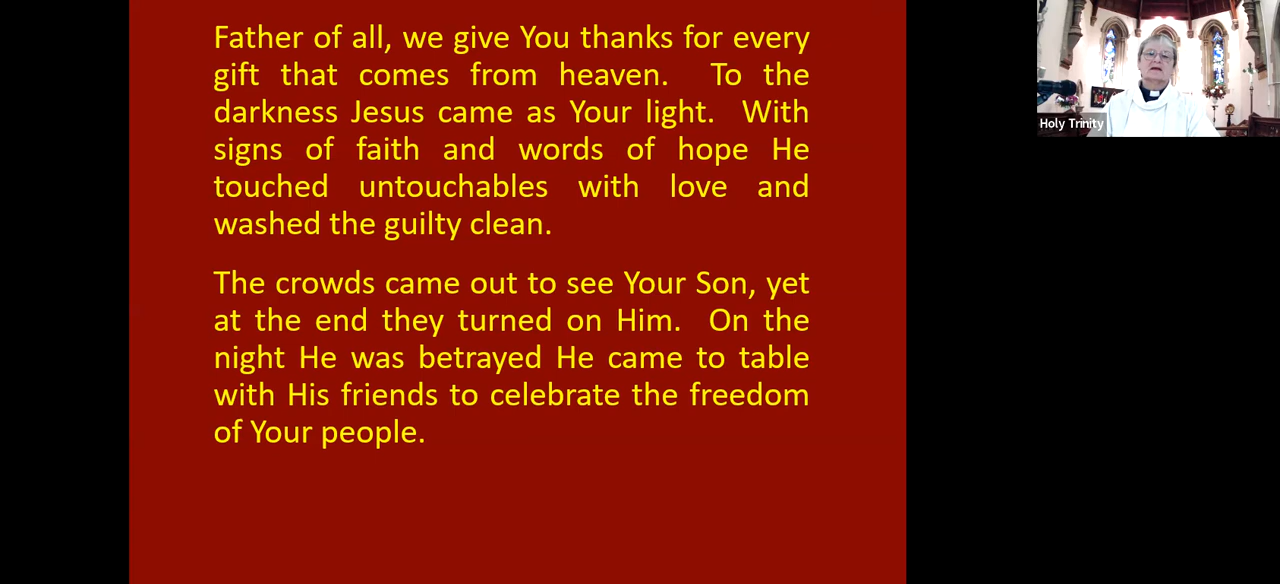 Father of all, we give You thanks for every
gift that comes from heaven. To the
darkness Jesus came as Your light. With
signs of faith and words of hope He
touched untouchables with love and
washed the guilty clean.
The crowds came out to see Your Son, yet
at the end they turned on Him. On the
night He was betrayed He came to table
with His friends to celebrate the freedom
of Your people.
Holy Trinity